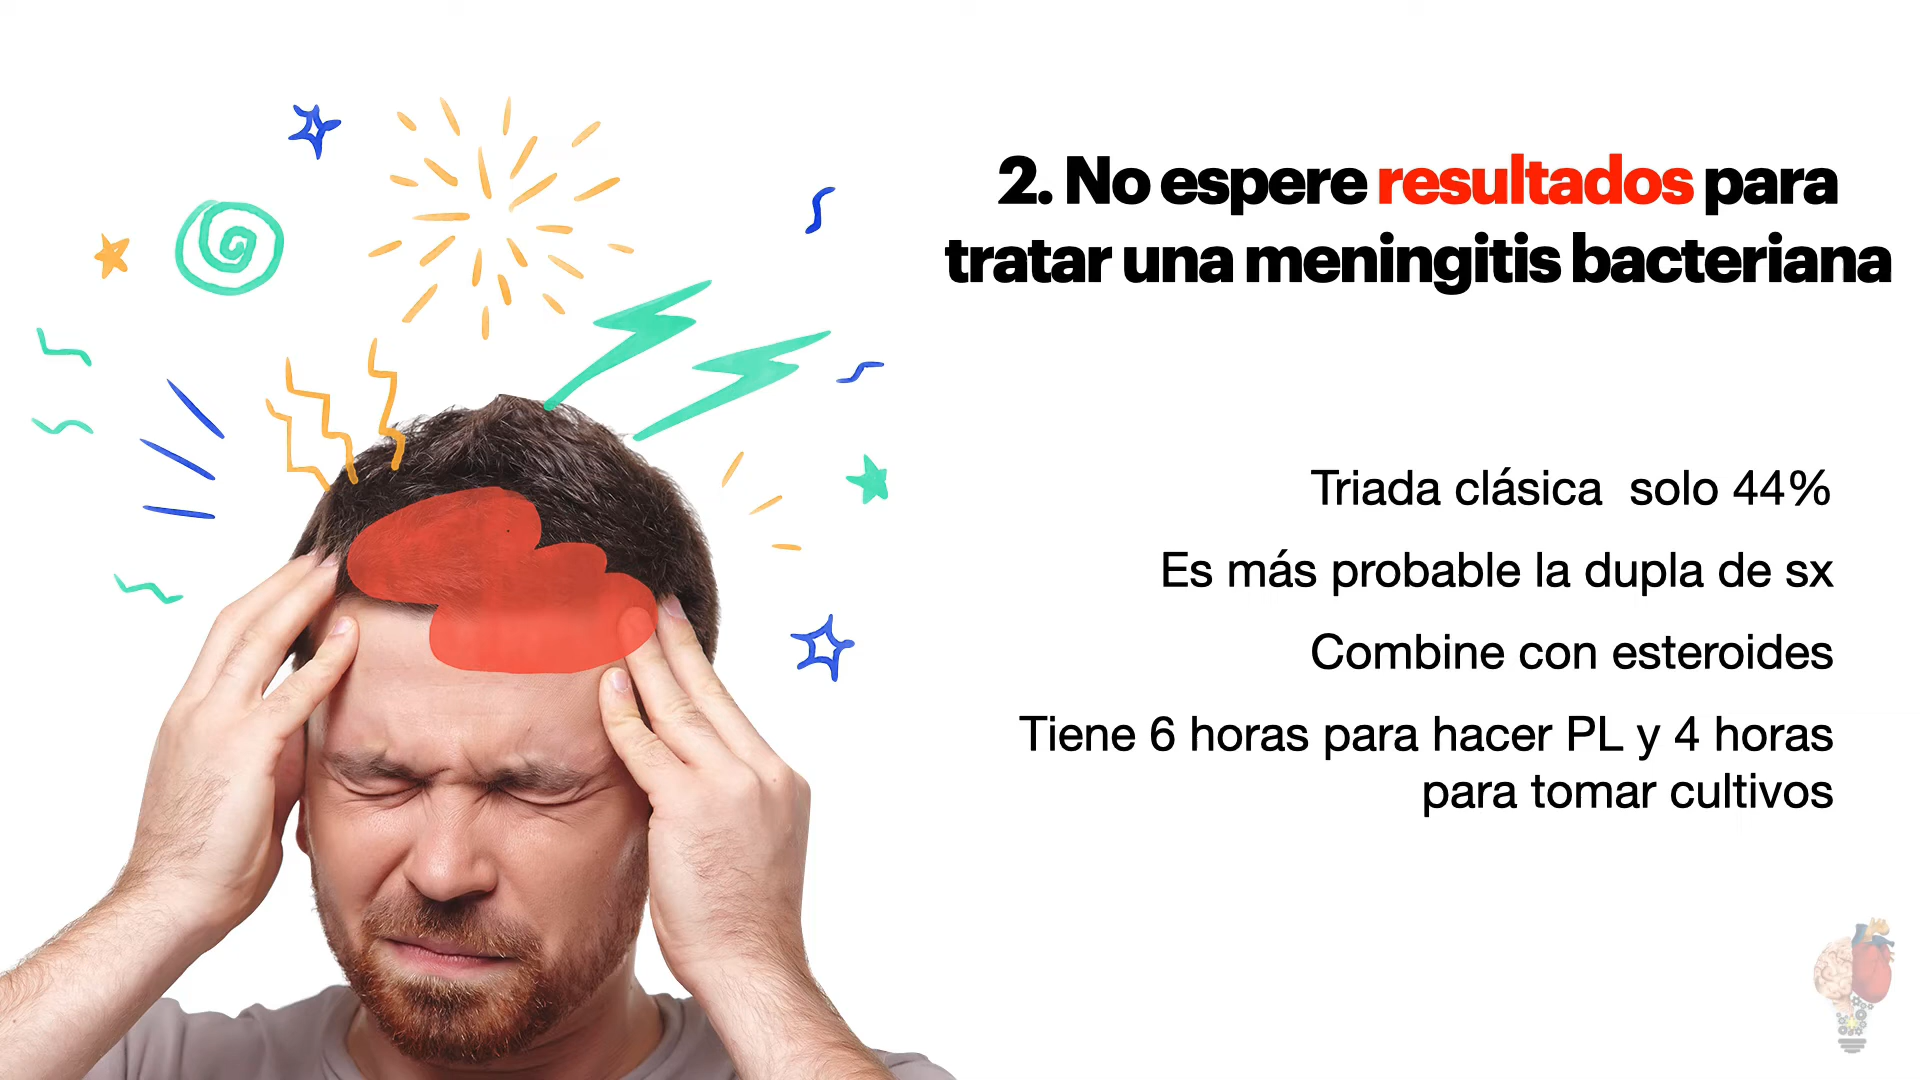 2. No espere resultados para
tratar una meningitis bacteriana
Triada clásica  solo 44%
Es más probable la dupla de sx
Combine con esteroides
Tiene 6 horas para hacer PL y 4 horas
para tomar cultivos